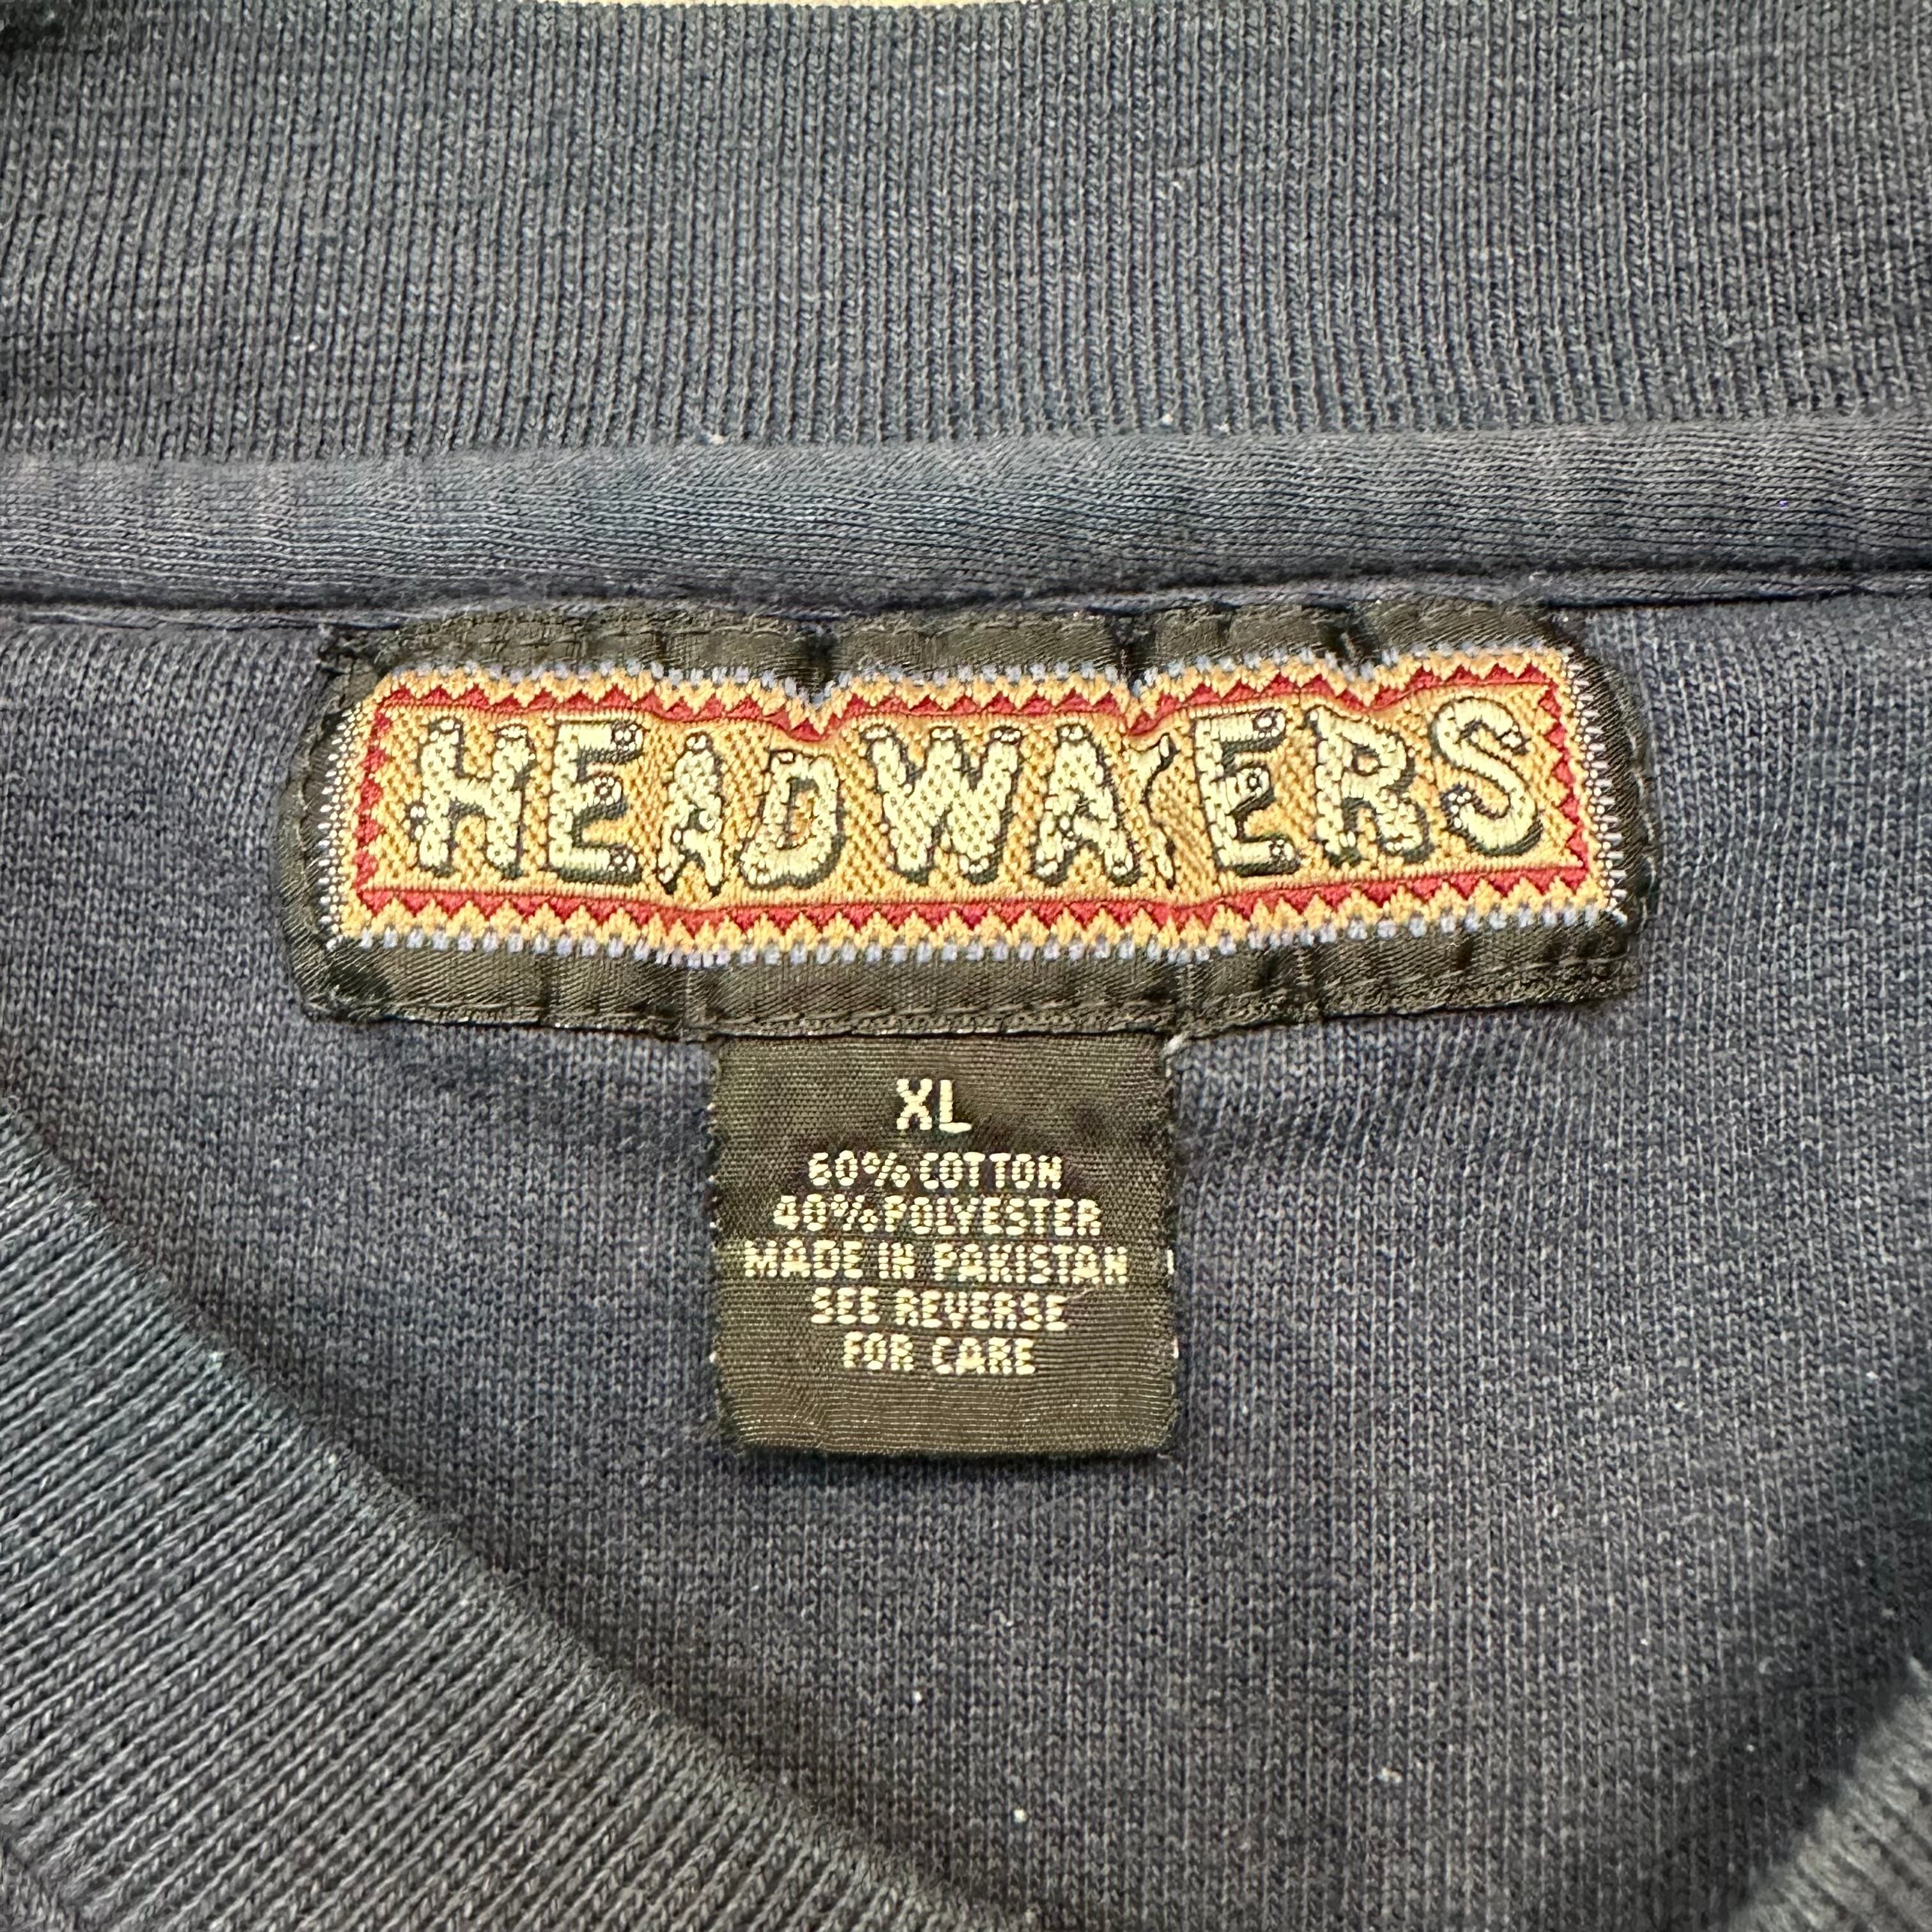 HEADWATERS
XL
60% COTTON
40% POLYESTER
MADE IN PAKISTAN
SEE REVERSE
FOR CARE